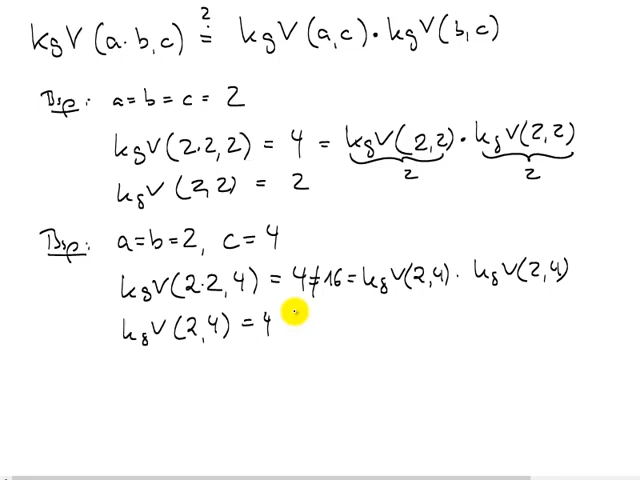 kgV(a·b,c) ?= kgV(a,c)·kgV(b,c)
Bsp: a=b=c=2
kgV(2·2,2) = 4 = kgV(2,2)·kgV(2,2)
2 2
kgV(2,2) = 2
Bsp: a=b=2, c=4
kgV(2·2,4) = 4≠16=kgV(2,4)·kgV(2,4)
kgV(2,4) = 4